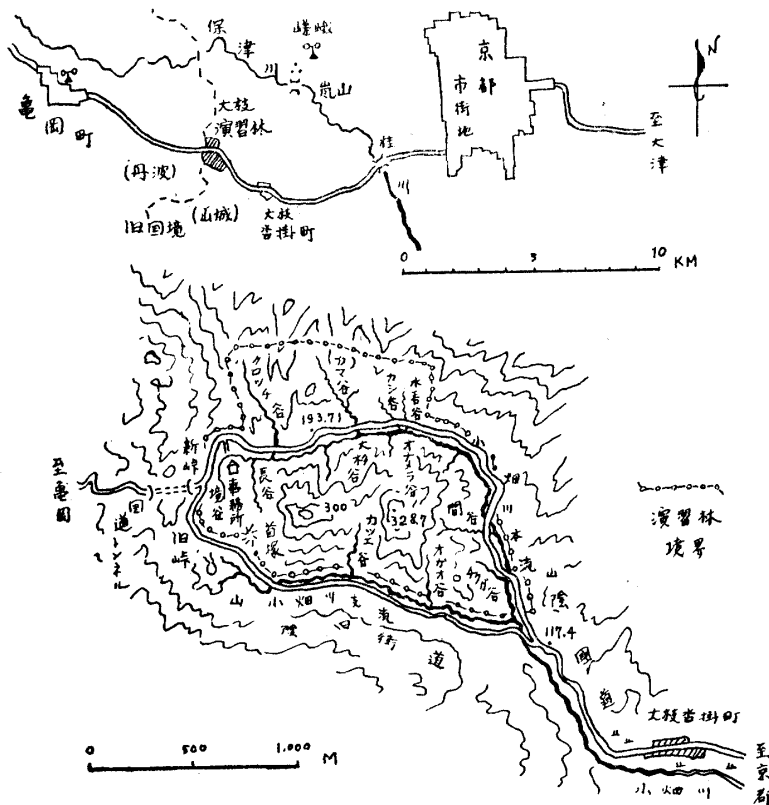 保津川
嵯峨
嵐山
京都
市街地
N
亀岡町
大枝
演習林
至大津
桂川
(丹波)
(山城)
旧国境
大枝
沓掛町
0 5 10 KM
クロッチ谷
(カマ谷)
カシ谷
水呑谷
193.71
新峠
小畑川本流
至亀岡
国道トンネル
事務所
境谷
長谷
大杉谷
オナメラ谷
300
328.7
首塚
カツエ谷
間谷
オガオ谷
旧峠
演習林
境界
小畑川支流
山陰旧街道
山陰國道
117.4
大枝沓掛町
0 500 1,000 M
至京都
小畑川